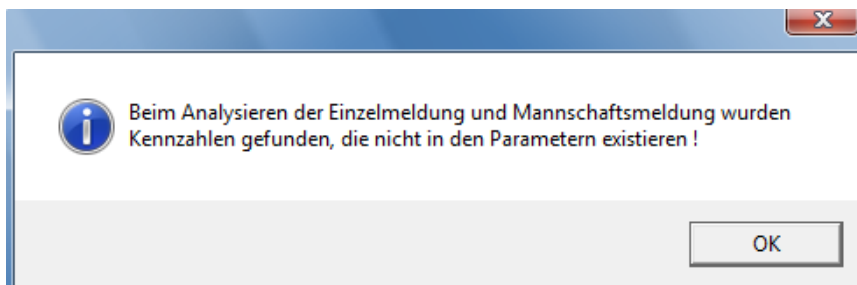 Beim Analysieren der Einzelmeldung und Mannschaftsmeldung wurden
Kennzahlen gefunden, die nicht in den Parametern existieren !
OK